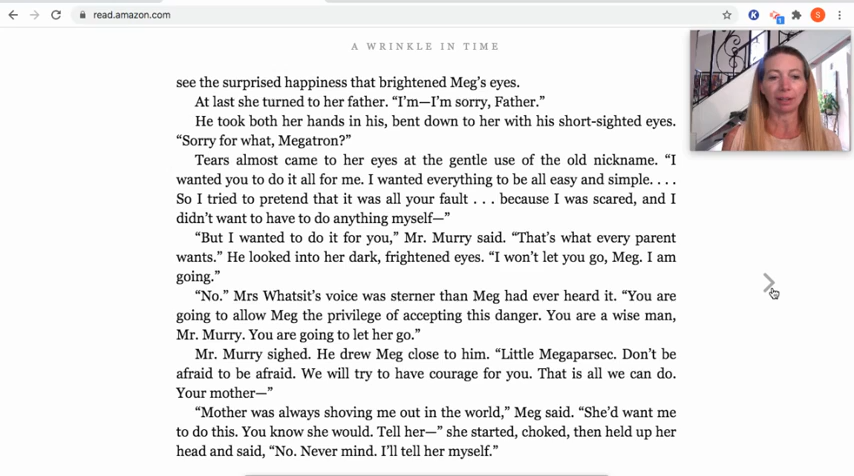 read.amazon.com
S
1
A WRINKLE IN TIME
see the surprised happiness that brightened Meg's eyes.
At last she turned to her father. “I'm—I'm sorry, Father.”
He took both her hands in his, bent down to her with his short-sighted eyes.
“Sorry for what, Megatron?”
Tears almost came to her eyes at the gentle use of the old nickname. “I
wanted you to do it all for me. I wanted everything to be all easy and simple. . . .
So I tried to pretend that it was all your fault . . . because I was scared, and I
didn't want to have to do anything myself—”
“But I wanted to do it for you,” Mr. Murry said. “That's what every parent
wants.” He looked into her dark, frightened eyes. “I won't let you go, Meg. I am
going.”
“No.” Mrs Whatsit's voice was sterner than Meg had ever heard it. “You are
going to allow Meg the privilege of accepting this danger. You are a wise man,
Mr. Murry. You are going to let her go.”
Mr. Murry sighed. He drew Meg close to him. “Little Megaparsec. Don't be
afraid to be afraid. We will try to have courage for you. That is all we can do.
Your mother—”
“Mother was always shoving me out in the world,” Meg said. “She'd want me
to do this. You know she would. Tell her—” she started, choked, then held up her
head and said, “No. Never mind. I'll tell her myself.”